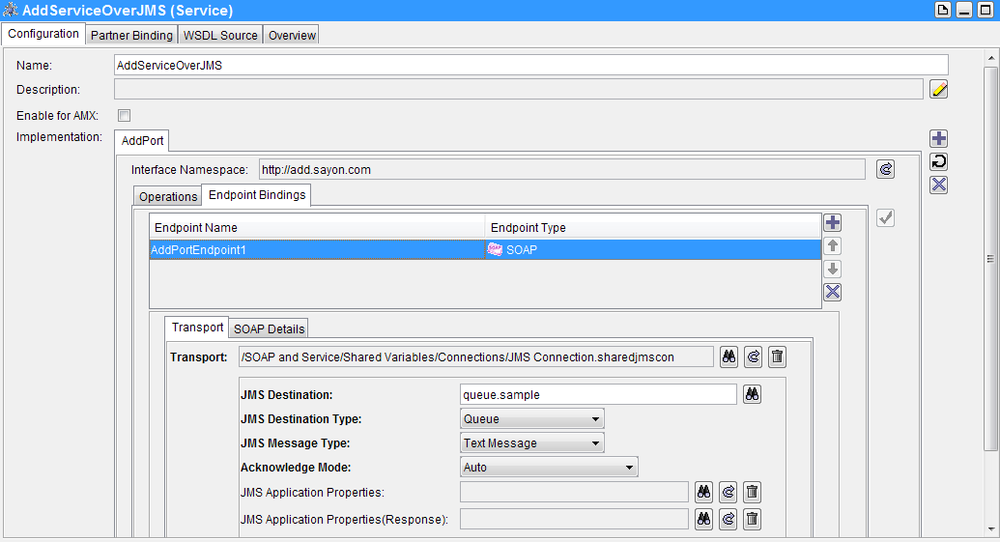 AddServiceOverJMS (Service)
Configuration Partner Binding WSDL Source Overview
Name: AddServiceOverJMS
Description:
Enable for AMX:
Implementation: AddPort
Interface Namespace: http://add.sayon.com
Operations Endpoint Bindings
Endpoint Name Endpoint Type
AddPortEndpoint1 SOAP
Transport SOAP Details
Transport: /SOAP and Service/Shared Variables/Connections/JMS Connection.sharedjmscon
JMS Destination: queue.sample
JMS Destination Type: Queue
JMS Message Type: Text Message
Acknowledge Mode: Auto
JMS Application Properties:
JMS Application Properties(Response):